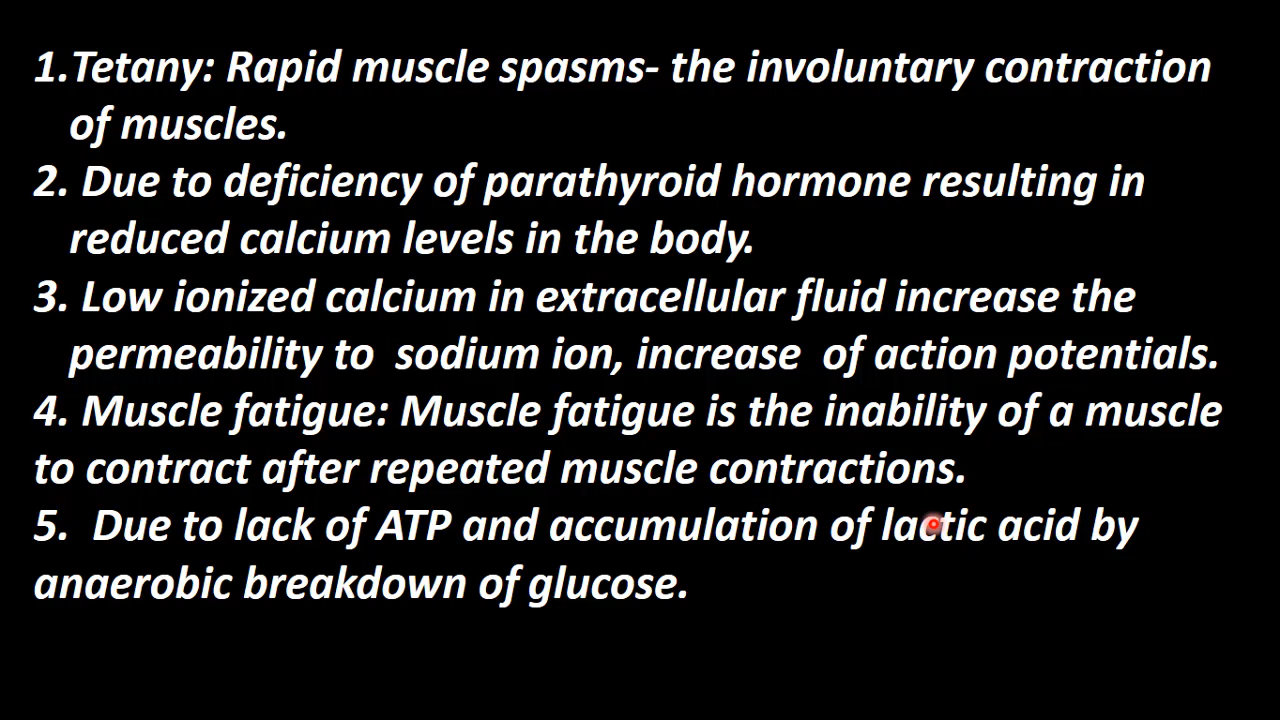 1.Tetany: Rapid muscle spasms- the involuntary contraction
of muscles.
2. Due to deficiency of parathyroid hormone resulting in
reduced calcium levels in the body.
3. Low ionized calcium in extracellular fluid increase the
permeability to  sodium ion, increase  of action potentials.
4. Muscle fatigue: Muscle fatigue is the inability of a muscle
to contract after repeated muscle contractions.
5.  Due to lack of ATP and accumulation of lactic acid by
anaerobic breakdown of glucose.